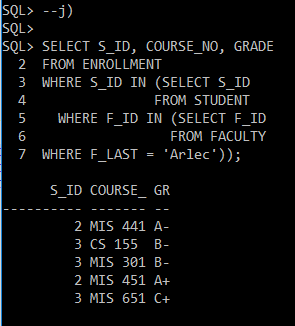 SQL> --j)
SQL>
SQL> SELECT S_ID, COURSE_NO, GRADE
2 FROM ENROLLMENT
3 WHERE S_ID IN (SELECT S_ID
4 FROM STUDENT
5 WHERE F_ID IN (SELECT F_ID
6 FROM FACULTY
7 WHERE F_LAST = 'Arlec'));
S_ID COURSE_ GR
---------- ------- --
2 MIS 441 A-
3 CS 155 B-
3 MIS 301 B-
2 MIS 451 A+
3 MIS 651 C+